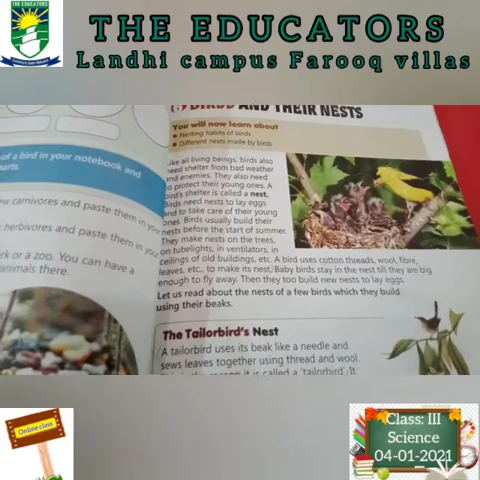 THE EDUCATORS
Landhi campus Farooq villas
BIRDS AND THEIR NESTS
You will now learn about
• Nesting habits of birds
• Different nests made by birds
Like all living beings, birds also
need shelter from bad weather
and enemies. They also need
to protect their young ones. A
bird's shelter is called a nest.
Birds need nests to lay eggs
and to take care of their young
ones. Birds usually build their
nests before the start of summer.
They make nests on the trees,
on tubelights, in ventilators, in
ceilings of old buildings, etc. A bird uses cotton threads, wool, fibre,
leaves, etc., to make its nest. Baby birds stay in the nest till they are big
enough to fly away. Then they too build new nests to lay eggs.
Let us read about the nests of a few birds which they build
using their beaks.
The Tailorbird's Nest
A tailorbird uses its beak like a needle and
sews leaves together using thread and wool.
reason it is called a 'tailorbird'. It
of a bird in your notebook and
few carnivores and paste them in your
herbivores and paste them in you
ark or a zoo. You can have a
animals there.
Online class
Class: III
Science
04-01-2021